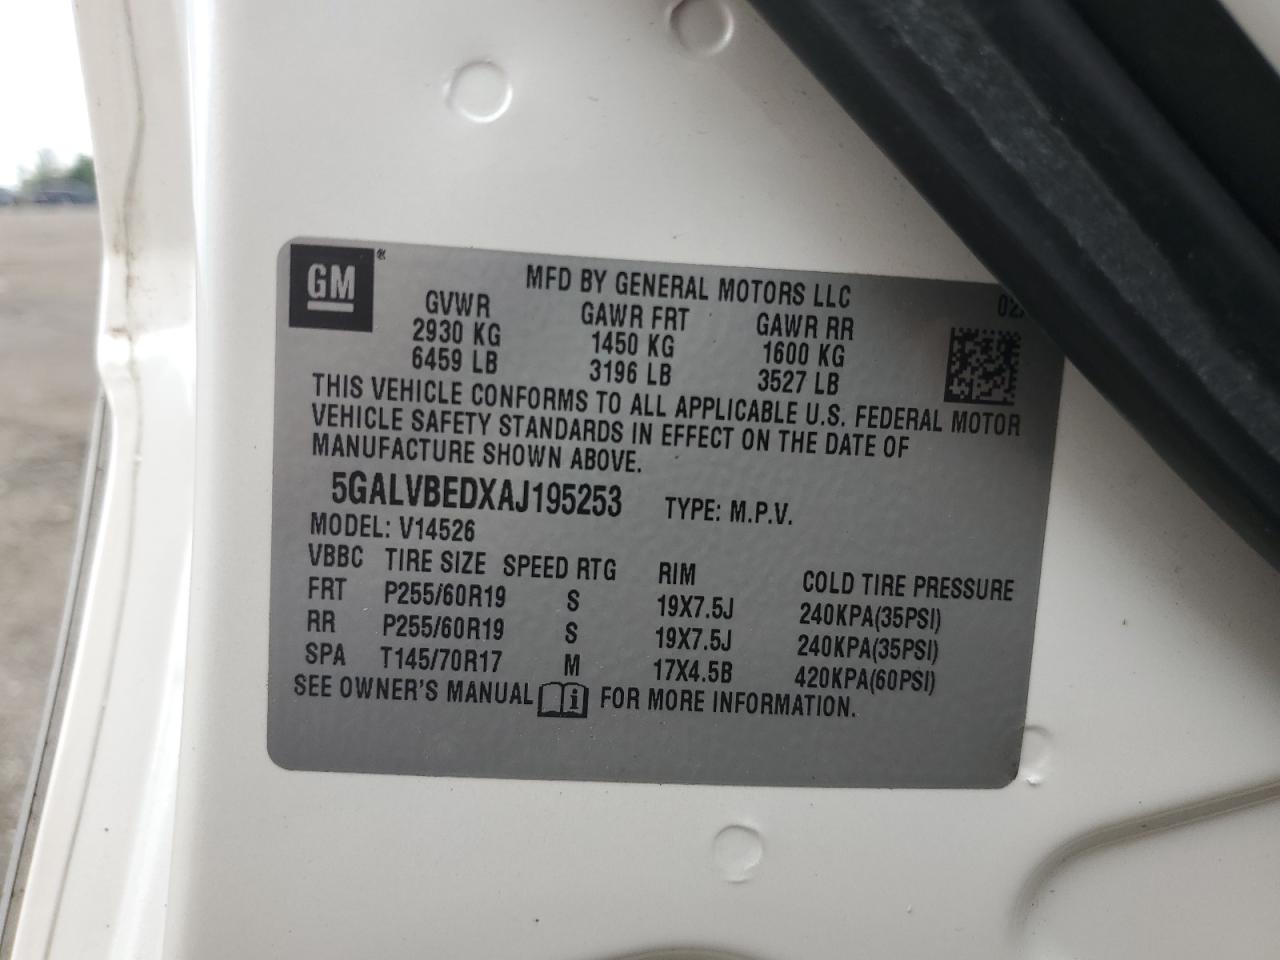 GM ®
MFD BY GENERAL MOTORS LLC
GVWR GAWR FRT GAWR RR
2930 KG 1450 KG 1600 KG
6459 LB 3196 LB 3527 LB
THIS VEHICLE CONFORMS TO ALL APPLICABLE U.S. FEDERAL MOTOR
VEHICLE SAFETY STANDARDS IN EFFECT ON THE DATE OF
MANUFACTURE SHOWN ABOVE.
5GALVBEDXAJ195253 TYPE: M.P.V.
MODEL: V14526
VBBC TIRE SIZE SPEED RTG RIM COLD TIRE PRESSURE
FRT P255/60R19 S 19X7.5J 240KPA(35PSI)
RR P255/60R19 S 19X7.5J 240KPA(35PSI)
SPA T145/70R17 M 17X4.5B 420KPA(60PSI)
SEE OWNER'S MANUAL i FOR MORE INFORMATION.